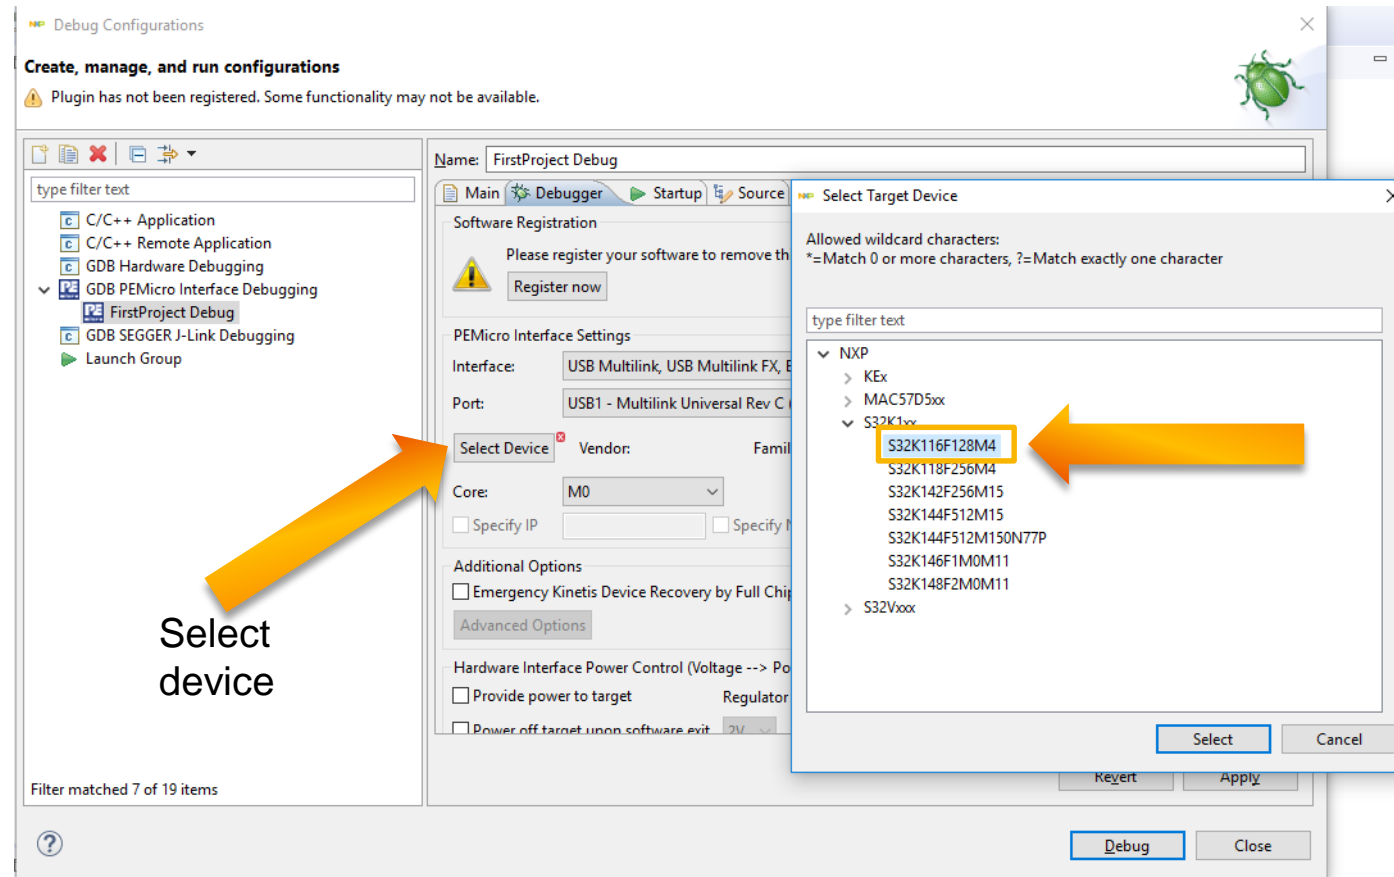 NXP Debug Configurations
Create, manage, and run configurations
Plugin has not been registered. Some functionality may not be available.
type filter text
C/C++ Application
C/C++ Remote Application
GDB Hardware Debugging
GDB PEMicro Interface Debugging
FirstProject Debug
GDB SEGGER J-Link Debugging
Launch Group
Select
device
Filter matched 7 of 19 items
Name: FirstProject Debug
Main Debugger Startup Source
Software Registration
Please register your software to remove th
Register now
PEMicro Interface Settings
Interface: USB Multilink, USB Multilink FX, E
Port: USB1 - Multilink Universal Rev C (
Select Device Vendor: Famil
Core: M0
Specify IP Specify N
Additional Options
Emergency Kinetis Device Recovery by Full Chi
Advanced Options
Hardware Interface Power Control (Voltage --> Po
Provide power to target Regulator
Power off target upon software exit 2V
NXP Select Target Device
Allowed wildcard characters:
*=Match 0 or more characters, ?=Match exactly one character
type filter text
NXP
KEx
MAC57D5xx
S32K1xx
S32K116F128M4
S32K118F256M4
S32K142F256M15
S32K144F512M15
S32K144F512M150N77P
S32K146F1M0M11
S32K148F2M0M11
S32Vxxx
Select Cancel
Revert Apply
Debug Close